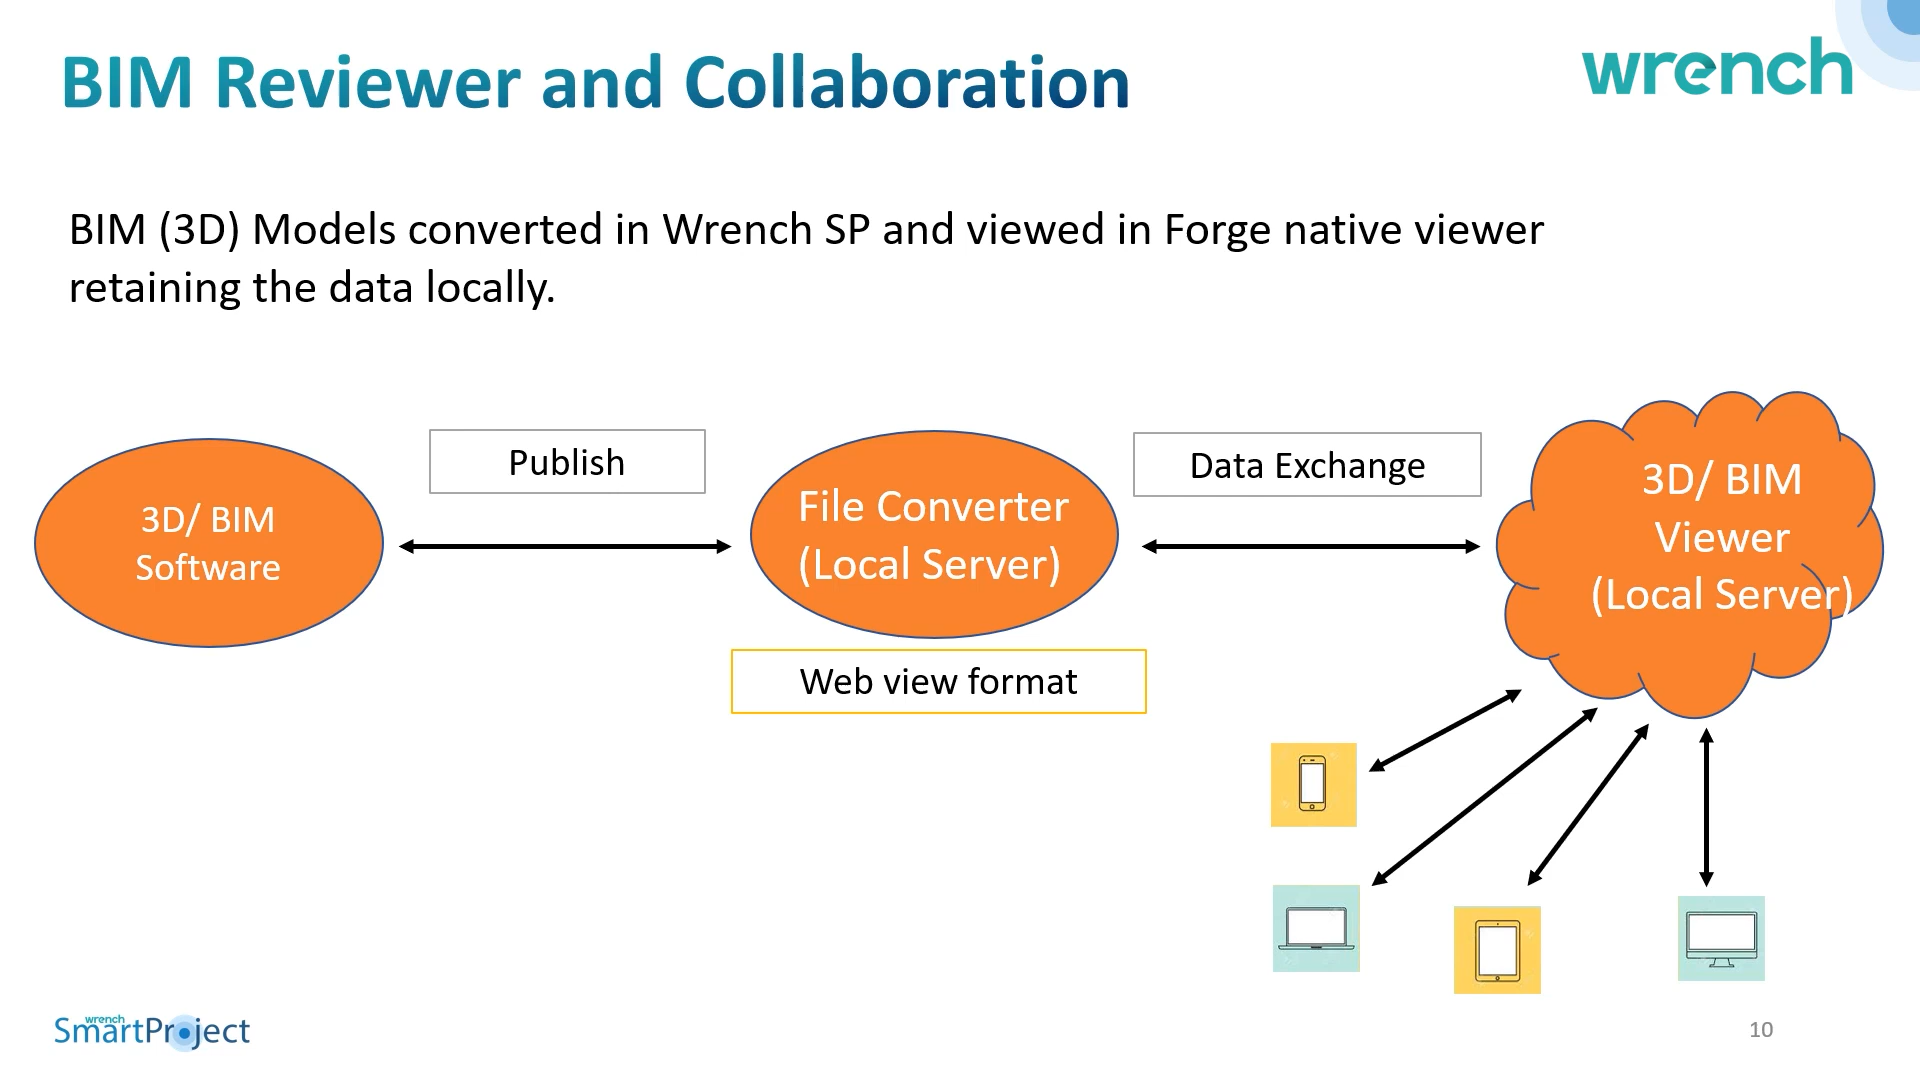 BIM Reviewer and Collaboration
wrench
BIM (3D) Models converted in Wrench SP and viewed in Forge native viewer
retaining the data locally.
3D/ BIM
Software
Publish
File Converter
(Local Server)
Web view format
Data Exchange
3D/ BIM
Viewer
(Local Server)
wrench
SmartProject
10